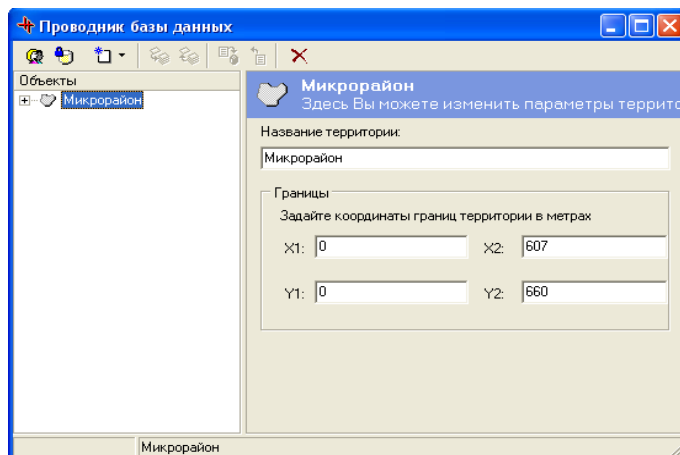 Проводник базы данных
Объекты
Микрорайон
Микрорайон
Здесь Вы можете изменить параметры террито
Название территории:
Микрорайон
Границы
Задайте координаты границ территории в метрах
X1: 0 X2: 607
Y1: 0 Y2: 660
Микрорайон